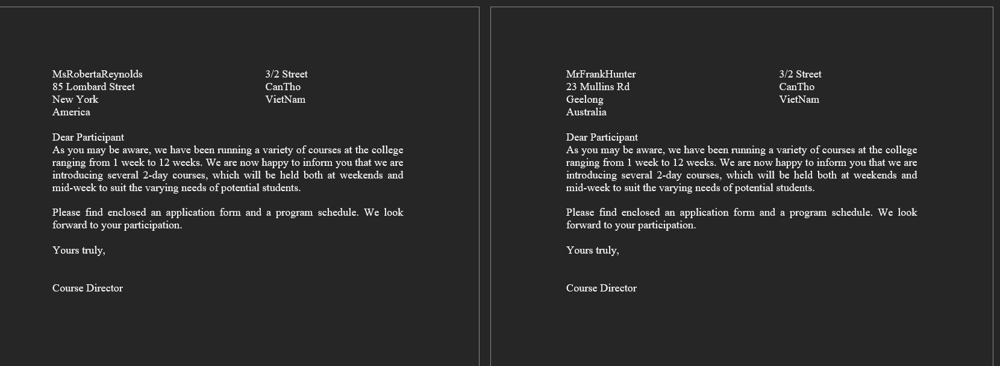 MsRobertaReynolds 3/2 Street
85 Lombard Street CanTho
New York VietNam
America
Dear Participant
As you may be aware, we have been running a variety of courses at the college
ranging from 1 week to 12 weeks. We are now happy to inform you that we are
introducing several 2-day courses, which will be held both at weekends and
mid-week to suit the varying needs of potential students.
Please find enclosed an application form and a program schedule. We look
forward to your participation.
Yours truly,
Course Director
MrFrankHunter 3/2 Street
23 Mullins Rd CanTho
Geelong VietNam
Australia
Dear Participant
As you may be aware, we have been running a variety of courses at the college
ranging from 1 week to 12 weeks. We are now happy to inform you that we are
introducing several 2-day courses, which will be held both at weekends and
mid-week to suit the varying needs of potential students.
Please find enclosed an application form and a program schedule. We look
forward to your participation.
Yours truly,
Course Director